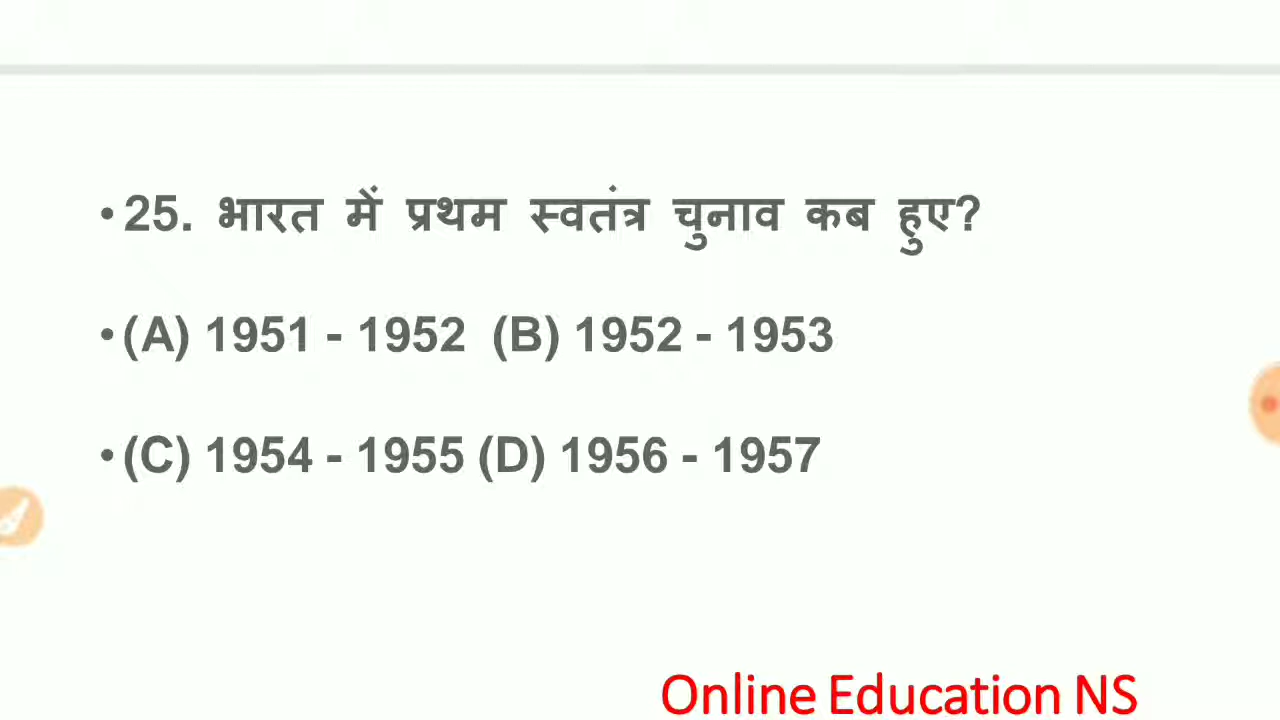 •25. भारत में प्रथम स्वतंत्र चुनाव कब हुए?
•(A) 1951 - 1952 (B) 1952 - 1953
•(C) 1954 - 1955 (D) 1956 - 1957
Online Education NS